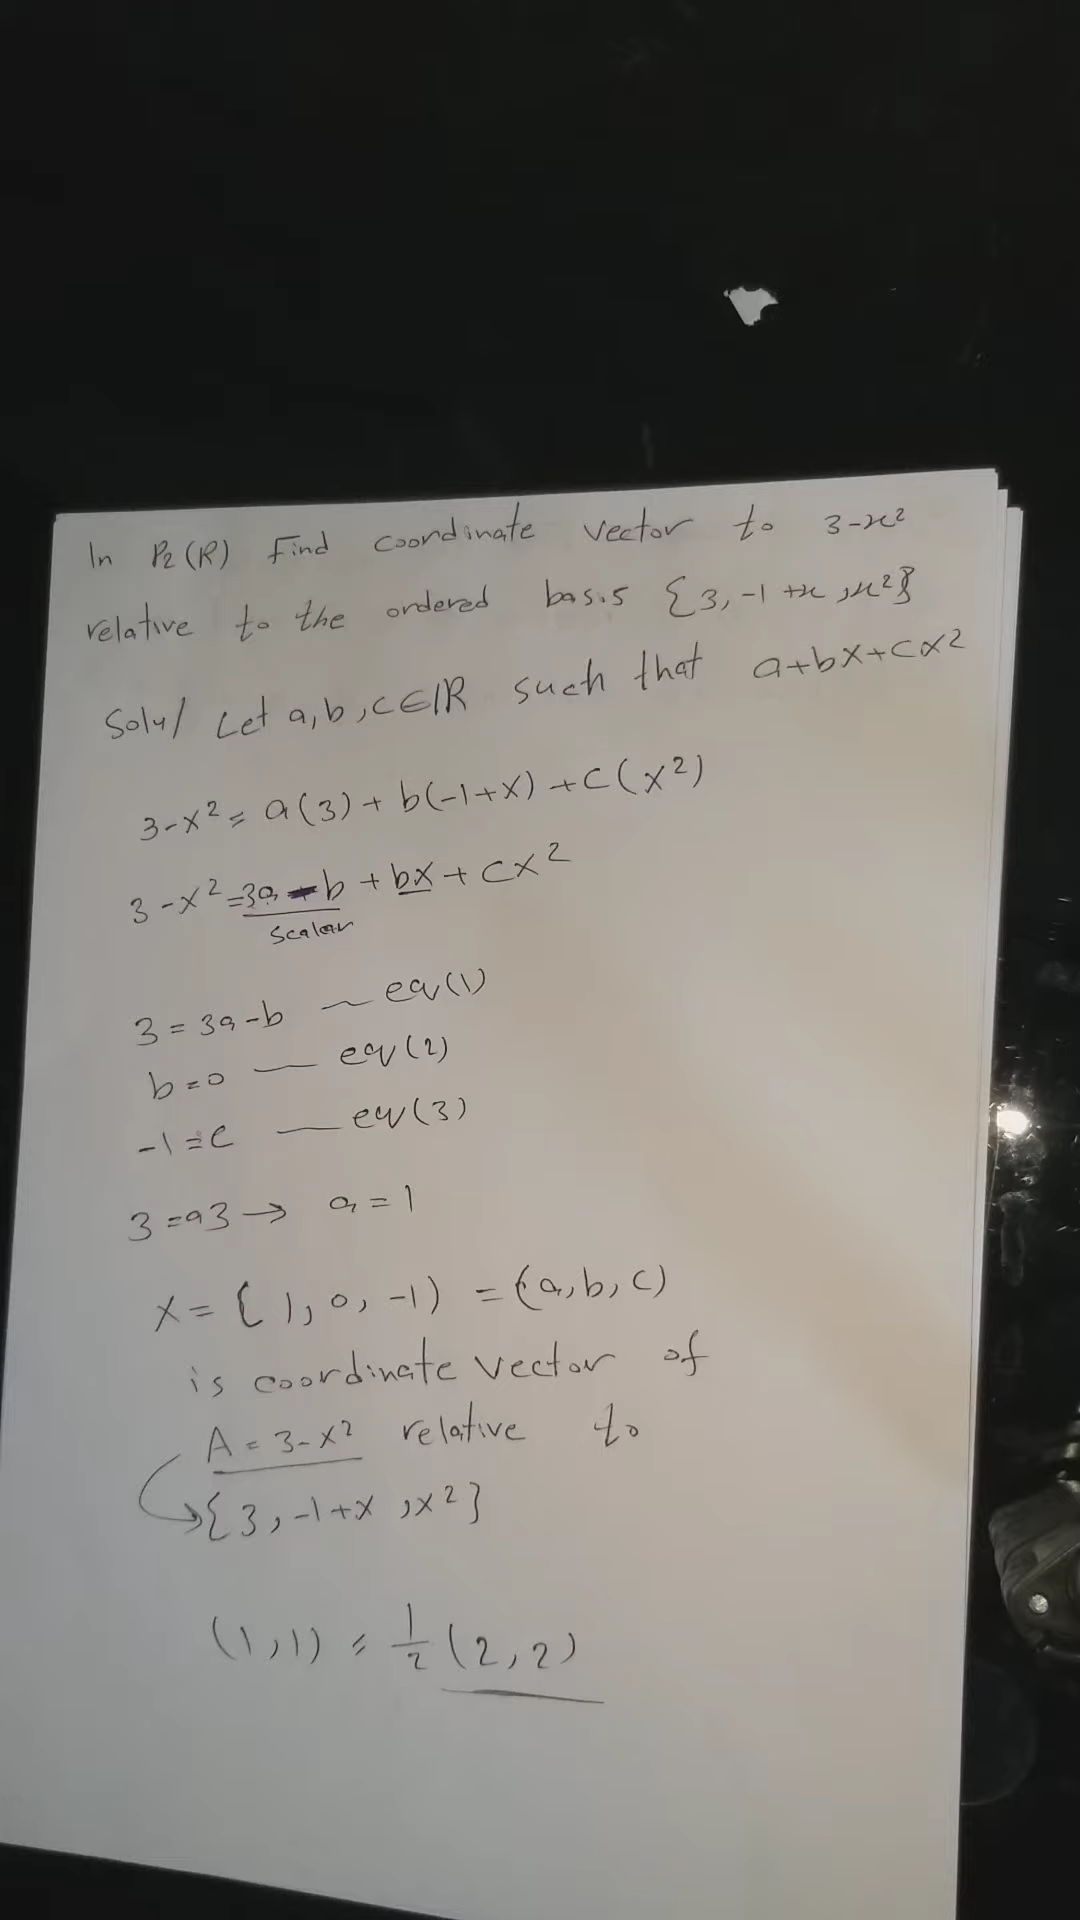 In P₂(R) Find coordinate vector to 3-x²
relative to the ordered basis {3, -1+x, x²}
Solu/ Let a, b, c ∈ IR such that a+bx+cx²
3-x² = a(3) + b(-1+x) + c(x²)
3-x² = 3a - b + bx + cx²
scalar
3 = 3a-b — eq(1)
b=0 — eq(2)
-1=c — eq(3)
3=a3 → a=1
X = (1, 0, -1) = (a, b, c)
is coordinate vector of
A = 3-x² relative to
→{3, -1+x, x²}
(1,1) = ½ (2,2)